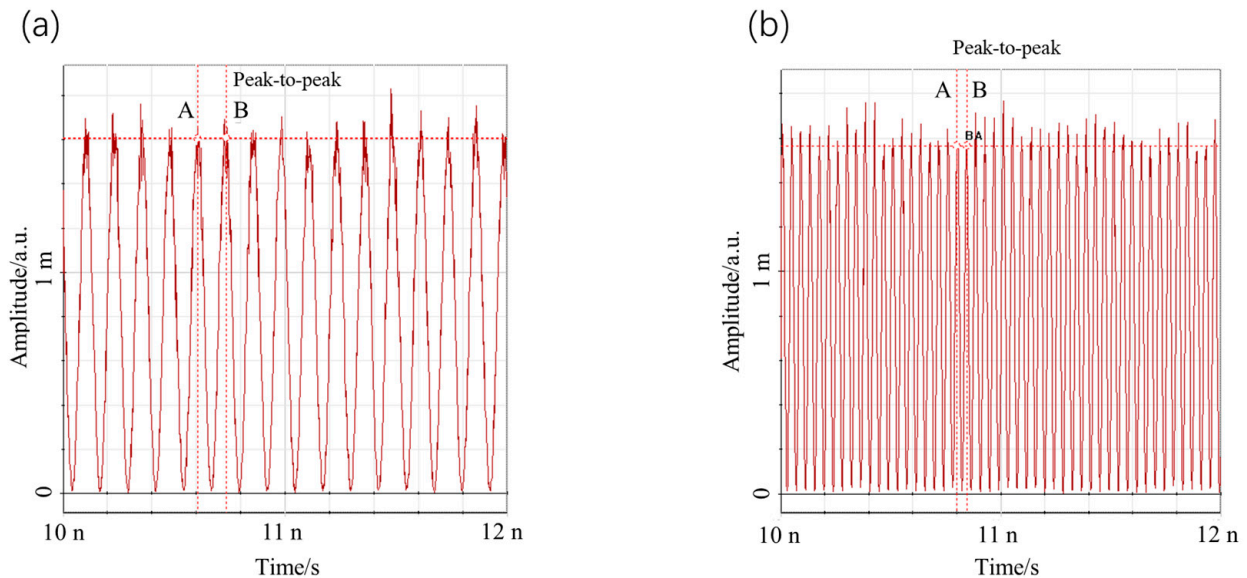 (a)
Peak-to-peak
A B
Amplitude/a.u.
1 m
0
10 n 11 n 12 n
Time/s
(b)
Peak-to-peak
A B
BA
Amplitude/a.u.
1 m
0
10 n 11 n 12 n
Time/s